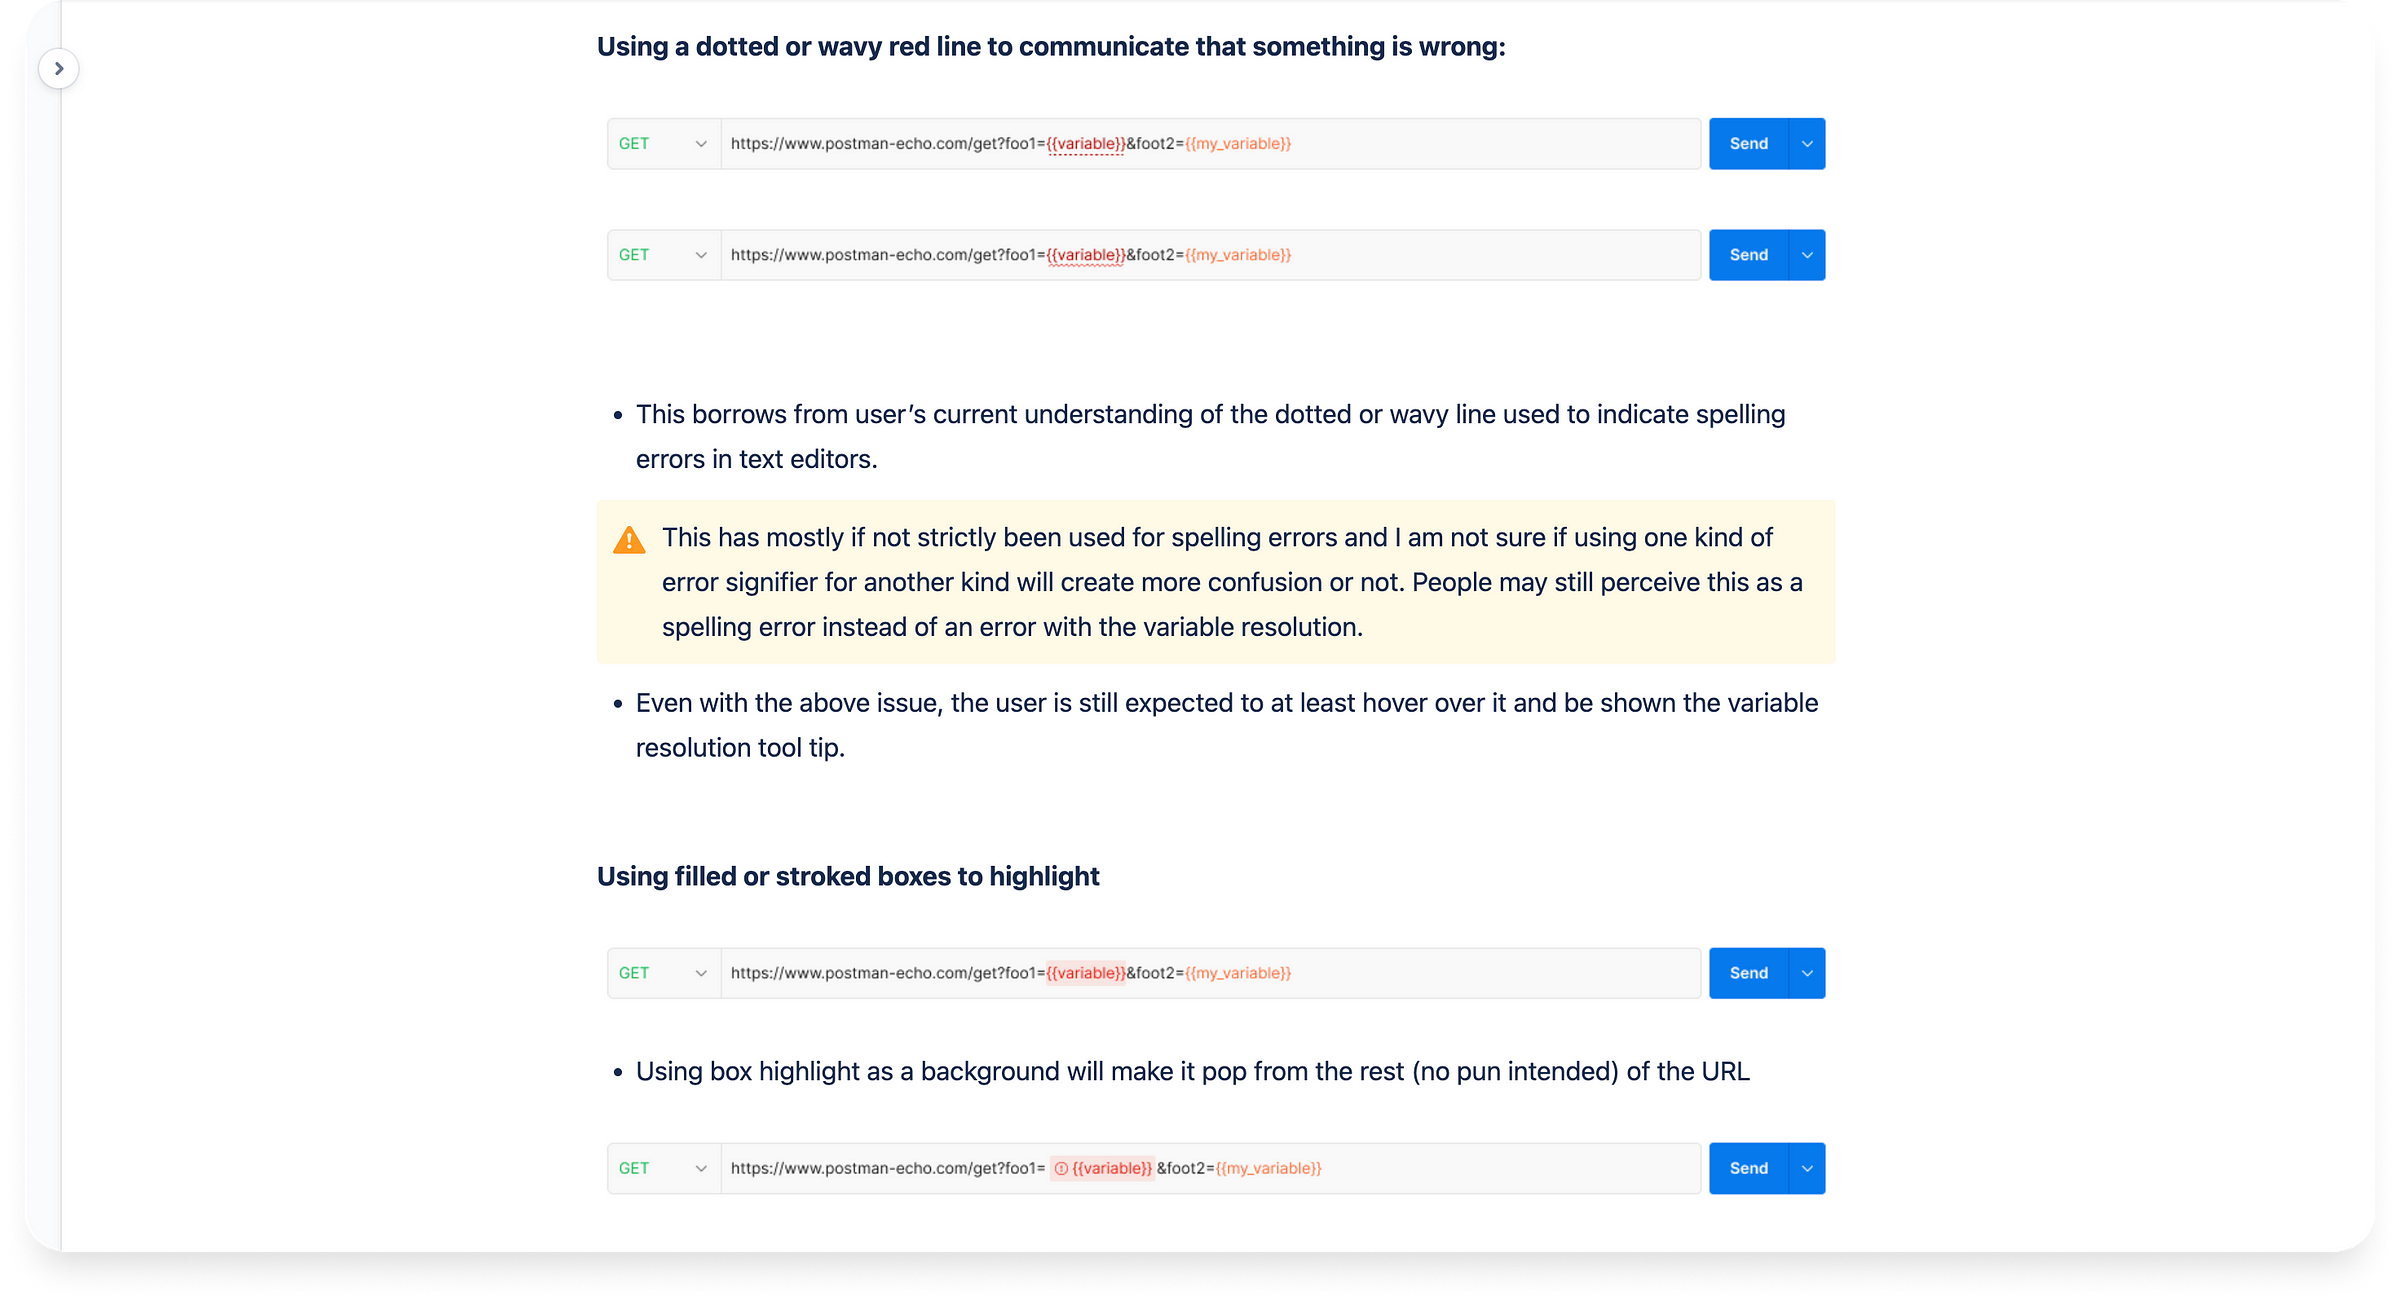 Using a dotted or wavy red line to communicate that something is wrong:
GET https://www.postman-echo.com/get?foo1={{variable}}&foot2={{my_variable}} Send
GET https://www.postman-echo.com/get?foo1={{variable}}&foot2={{my_variable}} Send
• This borrows from user’s current understanding of the dotted or wavy line used to indicate spelling
errors in text editors.
This has mostly if not strictly been used for spelling errors and I am not sure if using one kind of
error signifier for another kind will create more confusion or not. People may still perceive this as a
spelling error instead of an error with the variable resolution.
• Even with the above issue, the user is still expected to at least hover over it and be shown the variable
resolution tool tip.
Using filled or stroked boxes to highlight
GET https://www.postman-echo.com/get?foo1={{variable}}&foot2={{my_variable}} Send
• Using box highlight as a background will make it pop from the rest (no pun intended) of the URL
GET https://www.postman-echo.com/get?foo1= {{variable}} &foot2={{my_variable}} Send